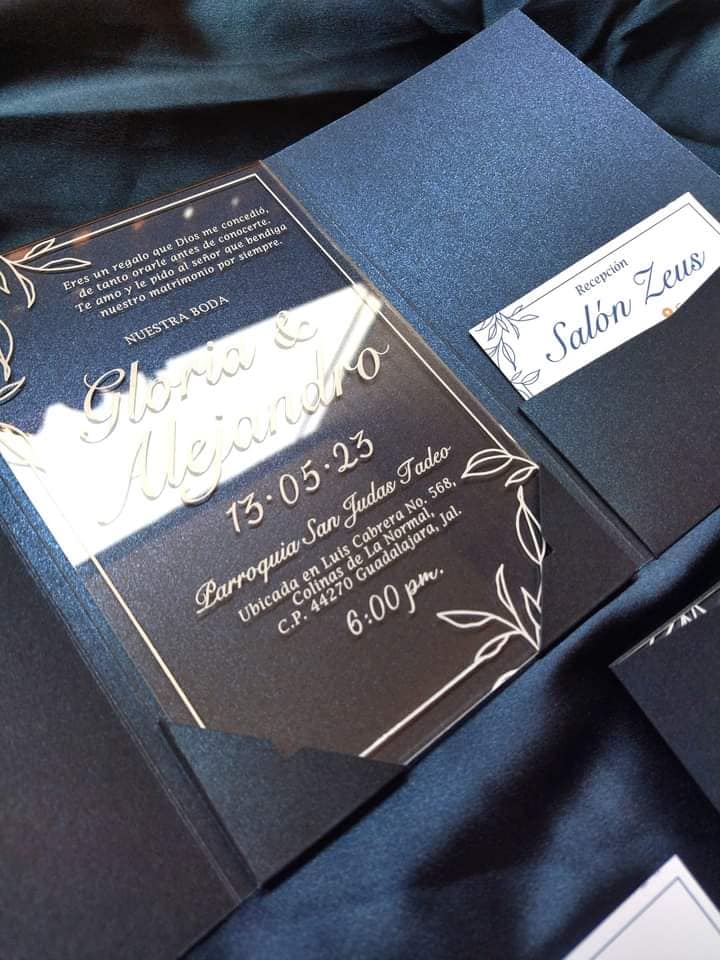 Eres un regalo que Dios me concedió,
de tanto orarle antes de conocerte.
Te amo y le pido al señor que bendiga
nuestro matrimonio por siempre.
NUESTRA BODA
Gloria &
Alejandro
13·05·23
Parroquia San Judas Tadeo
Ubicada en Luis Cabrera No. 568,
Colinas de La Normal,
C.P. 44270 Guadalajara, Jal.
6:00 pm.
Recepción
Salón Zeus